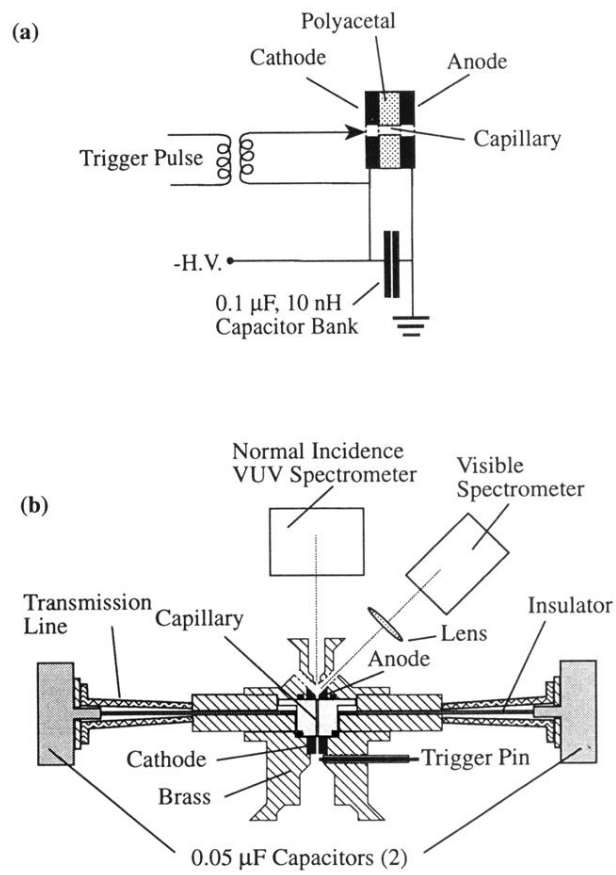 (a)
Polyacetal
Cathode
Anode
Capillary
Trigger Pulse
-H.V.
0.1 μF, 10 nH
Capacitor Bank
(b)
Normal Incidence
VUV Spectrometer
Visible
Spectrometer
Transmission
Line
Capillary
Insulator
Lens
Anode
Cathode
Trigger Pin
Brass
0.05 μF Capacitors (2)